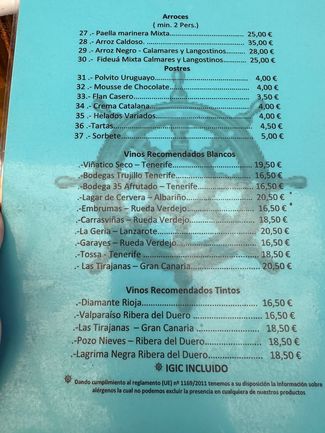 Arroces
( min. 2 Pers.)
27 .- Paella marinera Mixta............................25,00 €
28 .- Arroz Caldoso. ...................................35,00 €
29 .- Arroz Negro - Calamares y Langostinos........28,00 €
30 .- Fideuá Mixta Calmares y Langostinos..........25,00 €
Postres
31 .- Polvito Uruguayo..................................4,00 €
32 .- Mousse de Chocolate............................4,00 €
33.- Flan Casero........................................3,50 €
34 .- Crema Catalana..................................4,00 €
35 .- Helados Variados................................4,00 €
36 .-Tartas..............................................4,50 €
37 .- Sorbete............................................5,00 €
Vinos Recomendados Blancos
.-Viñatico Seco – Tenerife..........................19,50 €
.-Bodegas Trujillo Tenerife.........................16,50 €
.-Bodega 35 Afrutado – Tenerife..................16,50 €
.-Lagar de Cervera – Albariño.....................20,50 €
.-Embrumas – Rueda Verdejo.....................16,50 €
.-Carrasviñas – Rueda Verdejo....................18,50 €
.-La Geria – Lanzarote..............................20,50 €
.-Garayes – Rueda Verdejo........................16,50 €
.- Tossa - Tenerife ..................................18,50 €
.- Las Tirajanas – Gran Canaria....................20,50 €
Vinos Recomendados Tintos
.-Diamante Rioja....................................16,50 €
.-Valparaíso Ribera del Duero ....................16,50 €
.-Las Tirajanas – Gran Canaria ..................18,50 €
.-Pozo Nieves – Ribera del Duero................18,50 €
.-Lagrima Negra Ribera del Duero................18,50 €
IGIC INCLUIDO
Dando cumplimiento al reglamento (UE) nº 1169/2011 tenemos a su disposición la información sobre
alérgenos la cual no podemos excluir la presencia en cualquiera de nuestros productos